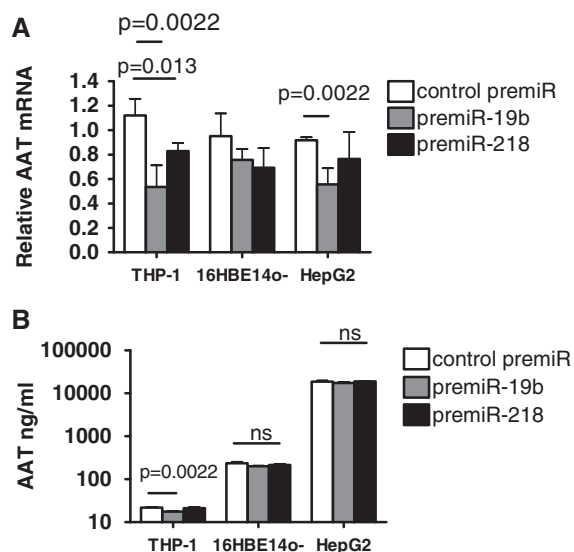 A
p=0.0022
p=0.013
p=0.0022
Relative AAT mRNA
1.4
1.2
1.0
0.8
0.6
0.4
0.2
0.0
THP-1 16HBE14o- HepG2
control premiR
premiR-19b
premiR-218
B
AAT ng/ml
100000
10000
1000
100
10
p=0.0022
ns
ns
THP-1 16HBE14o- HepG2
control premiR
premiR-19b
premiR-218